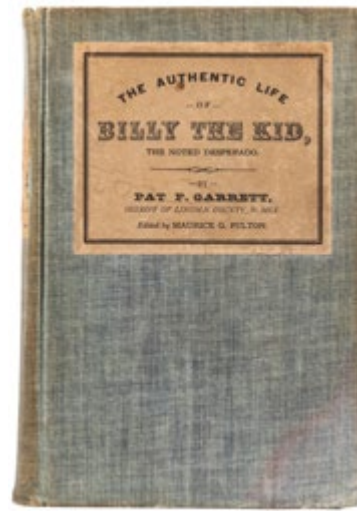 THE AUTHENTIC LIFE
— OF —
BILLY THE KID,
THE NOTED DESPERADO.
— BY —
PAT F. GARRETT,
SHERIFF OF LINCOLN COUNTY, N. MEX.
Edited by MAURICE G. FULTON